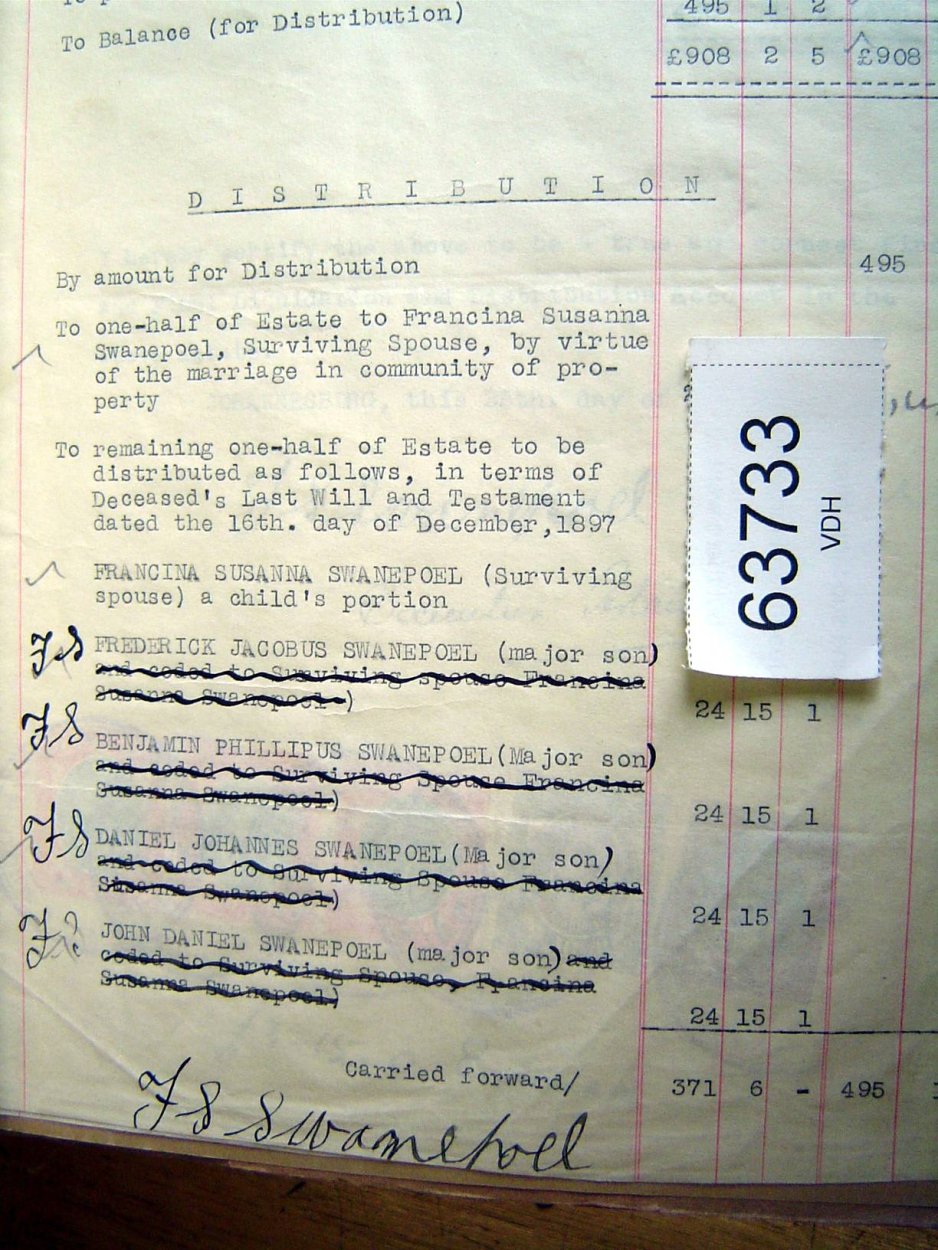 495 1 2
To Balance (for Distribution)
£908 2 5 £908
DISTRIBUTION
By amount for Distribution 495
To one-half of Estate to Francina Susanna
Swanepoel, Surviving Spouse, by virtue
of the marriage in community of pro-
perty
To remaining one-half of Estate to be
distributed as follows, in terms of
Deceased's Last Will and Testament
dated the 16th. day of December,1897
63733
VDH
FRANCINA SUSANNA SWANEPOEL (Surviving
spouse) a child's portion
FS FREDERICK JACOBUS SWANEPOEL (major son)
and ceded to Surviving spouse Francina
Susanna Swanepoel.) 24 15 1
FS BENJAMIN PHILLIPUS SWANEPOEL(Major son)
and ceded to Surviving Spouse Francina
Susanna Swanepoel) 24 15 1
FS DANIEL JOHANNES SWANEPOEL(Major son)
and ceded to Surviving Spouse Francina
Susanna Swanepoel) 24 15 1
JOHN DANIEL SWANEPOEL (major son) and
ceded to Surviving Spouse, Francina
Susanna Swanepoel) 24 15 1
Carried forward/ 371 6 - 495
F S Swanepoel